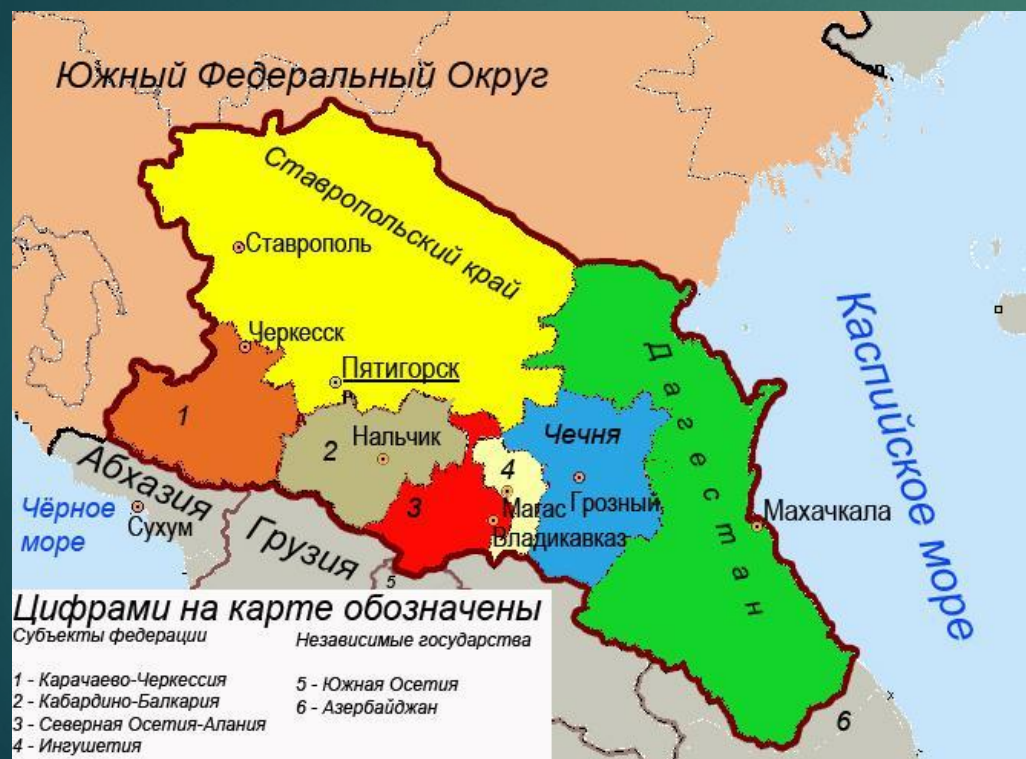 Южный Федеральный Округ
Ставропольский край
Ставрополь
Черкесск
Пятигорск
1
2
Нальчик
3
4
Магас
Владикавказ
Чечня
Грозный
Дагестан
Махачкала
Каспийское море
Абхазия
Чёрное
море
Сухум
Грузия
5
6
Цифрами на карте обозначены
Субъекты федерации
1 - Карачаево-Черкессия
2 - Кабардино-Балкария
3 - Северная Осетия-Алания
4 - Ингушетия
Независимые государства
5 - Южная Осетия
6 - Азербайджан